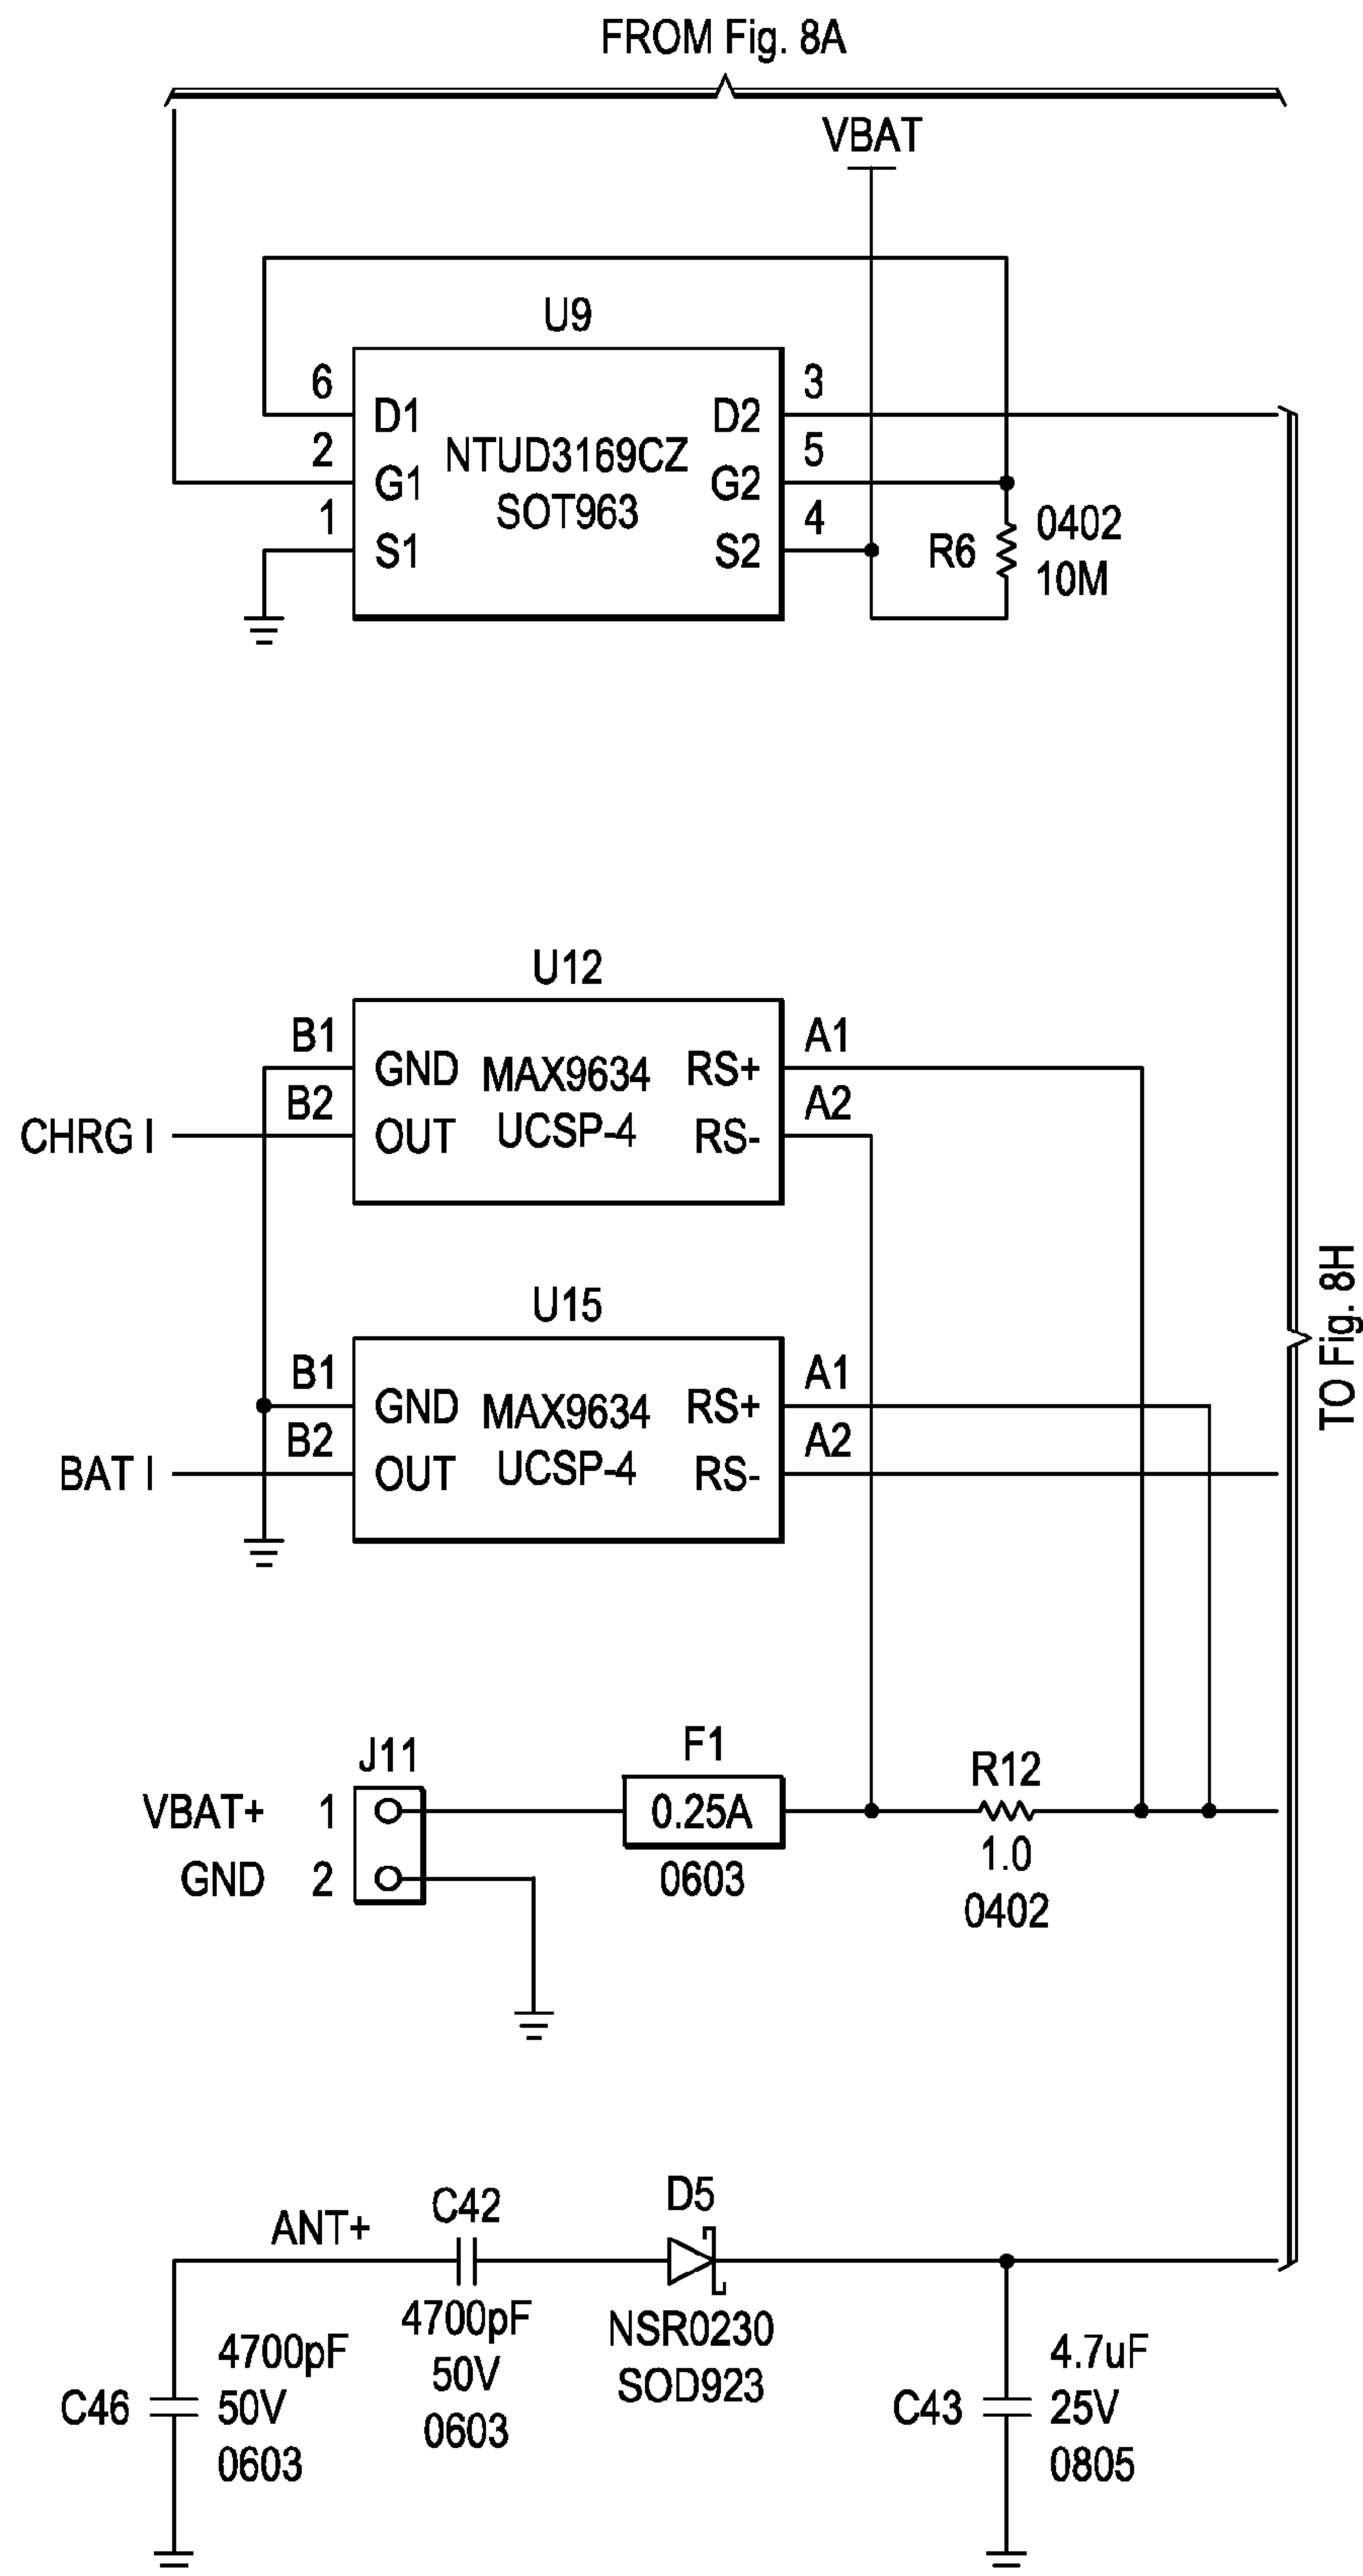 FROM Fig. 8A
VBAT
U9
6
D1
D2
3
2
G1
NTUD3169CZ
SOT963
G2
5
1
S1
S2
4
R6
0402
10M
U12
B1
GND
MAX9634
RS+
A1
CHRG I
B2
OUT
UCSP-4
RS-
A2
U15
B1
GND
MAX9634
RS+
A1
BAT I
B2
OUT
UCSP-4
RS-
A2
TO Fig. 8H
J11
VBAT+
1
GND
2
F1
0.25A
0603
R12
1.0
0402
ANT+
C42
4700pF
50V
0603
D5
NSR0230
SOD923
C46
4700pF
50V
0603
C43
4.7uF
25V
0805